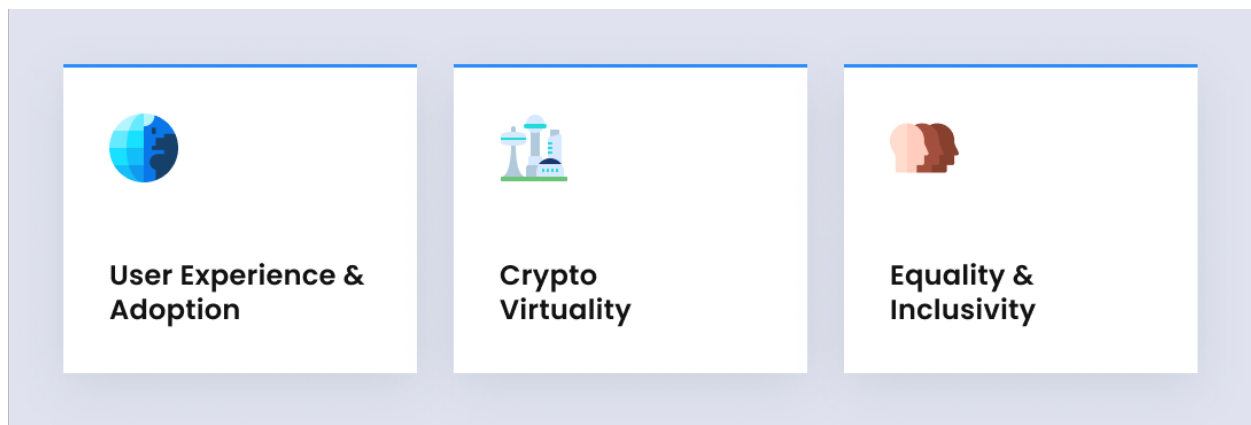 User Experience &
Adoption
Crypto
Virtuality
Equality &
Inclusivity